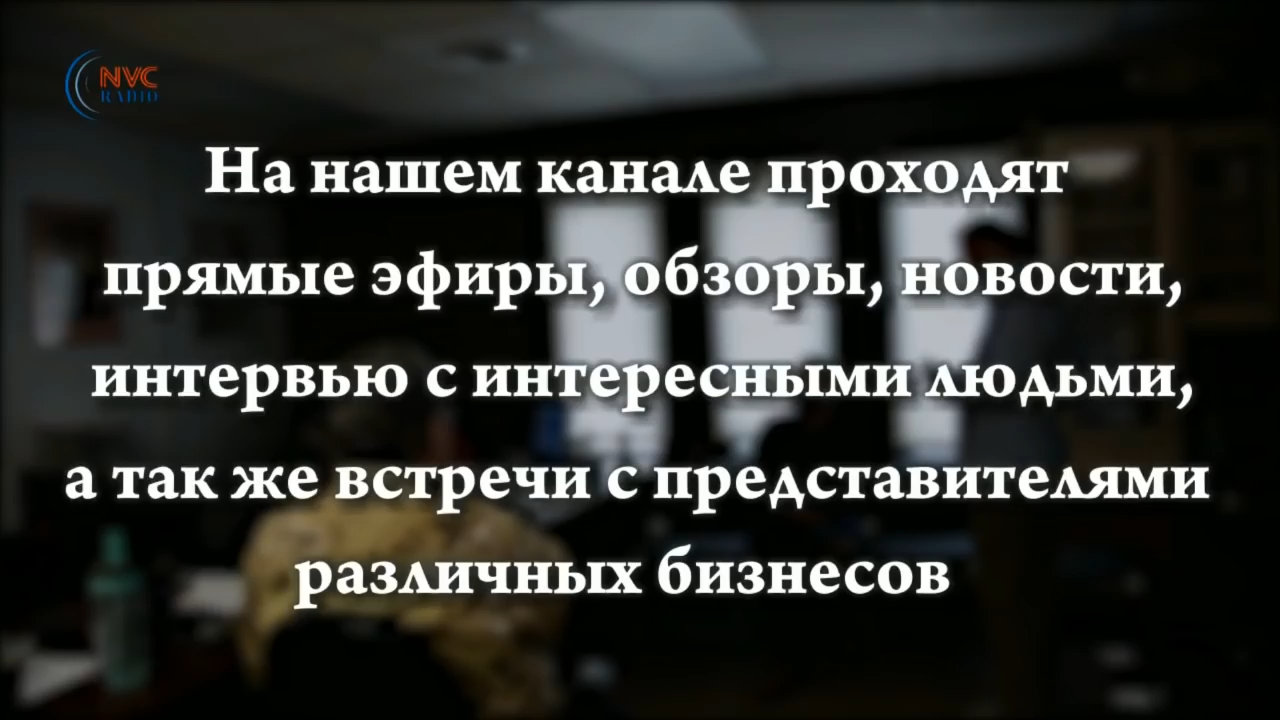 NVC
RADIO
На нашем канале проходят
прямые эфиры, обзоры, новости,
интервью с интересными людьми,
а так же встречи с представителями
различных бизнесов